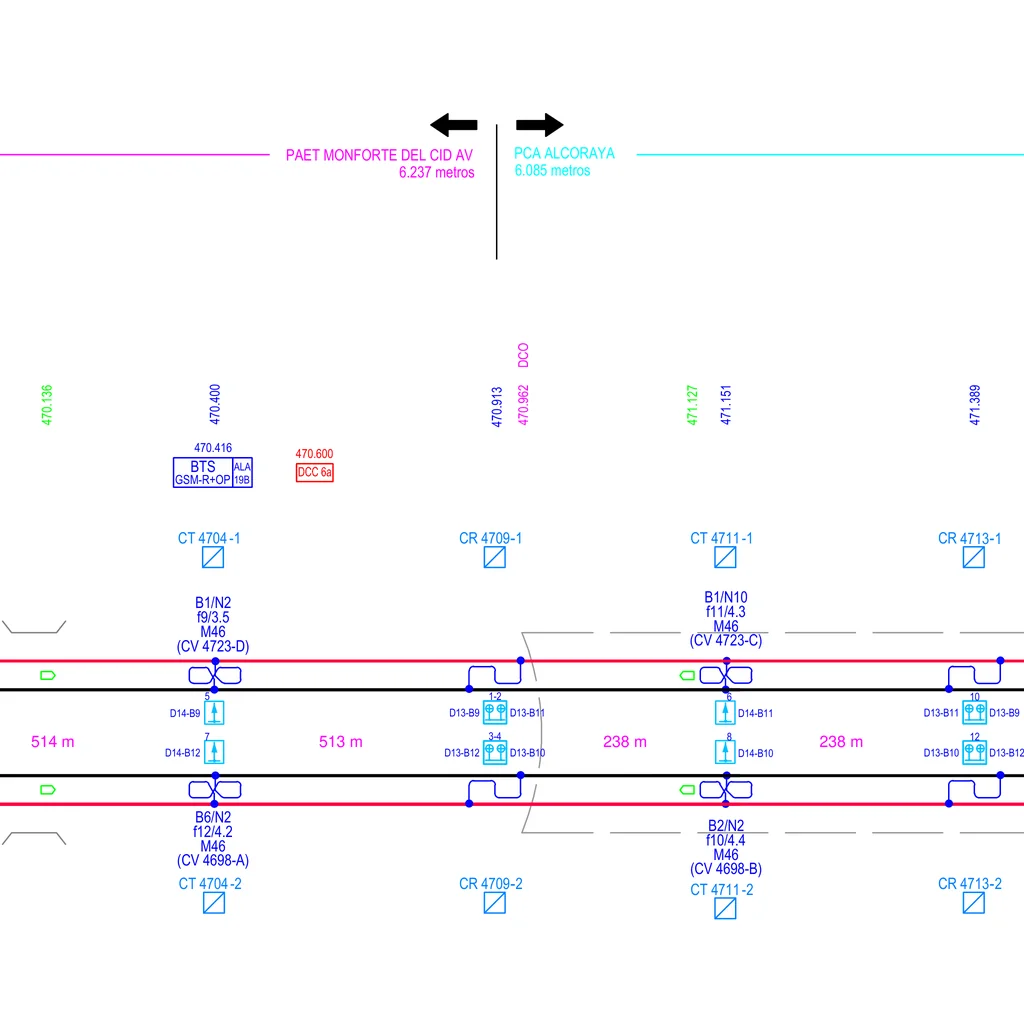 PAET MONFORTE DEL CID AV
6.237 metros
PCA ALCORAYA
6.085 metros
DCO
470.136
470.400
470.913
470.962
471.127
471.151
471.389
470.416
BTS
GSM-R+OP
ALA
19B
470.600
DCC 6a
CT 4704-1
CR 4709-1
CT 4711-1
CR 4713-1
B1/N2
f9/3.5
M46
(CV 4723-D)
B1/N10
f11/4.3
M46
(CV 4723-C)
5
1-2
6
10
D14-B9
D13-B9
D13-B11
D14-B11
D13-B11
D13-B9
514 m
513 m
238 m
238 m
7
3-4
8
12
D14-B12
D13-B12
D13-B10
D14-B10
D13-B10
D13-B12
B6/N2
f12/4.2
M46
(CV 4698-A)
B2/N2
f10/4.4
M46
(CV 4698-B)
CT 4704-2
CR 4709-2
CT 4711-2
CR 4713-2